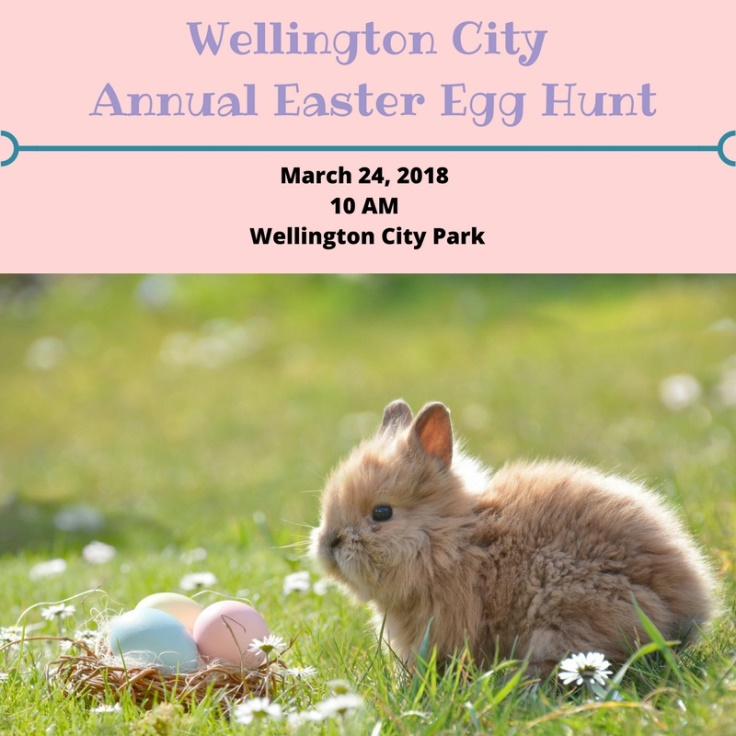 Wellington City
Annual Easter Egg Hunt
March 24, 2018
10 AM
Wellington City Park